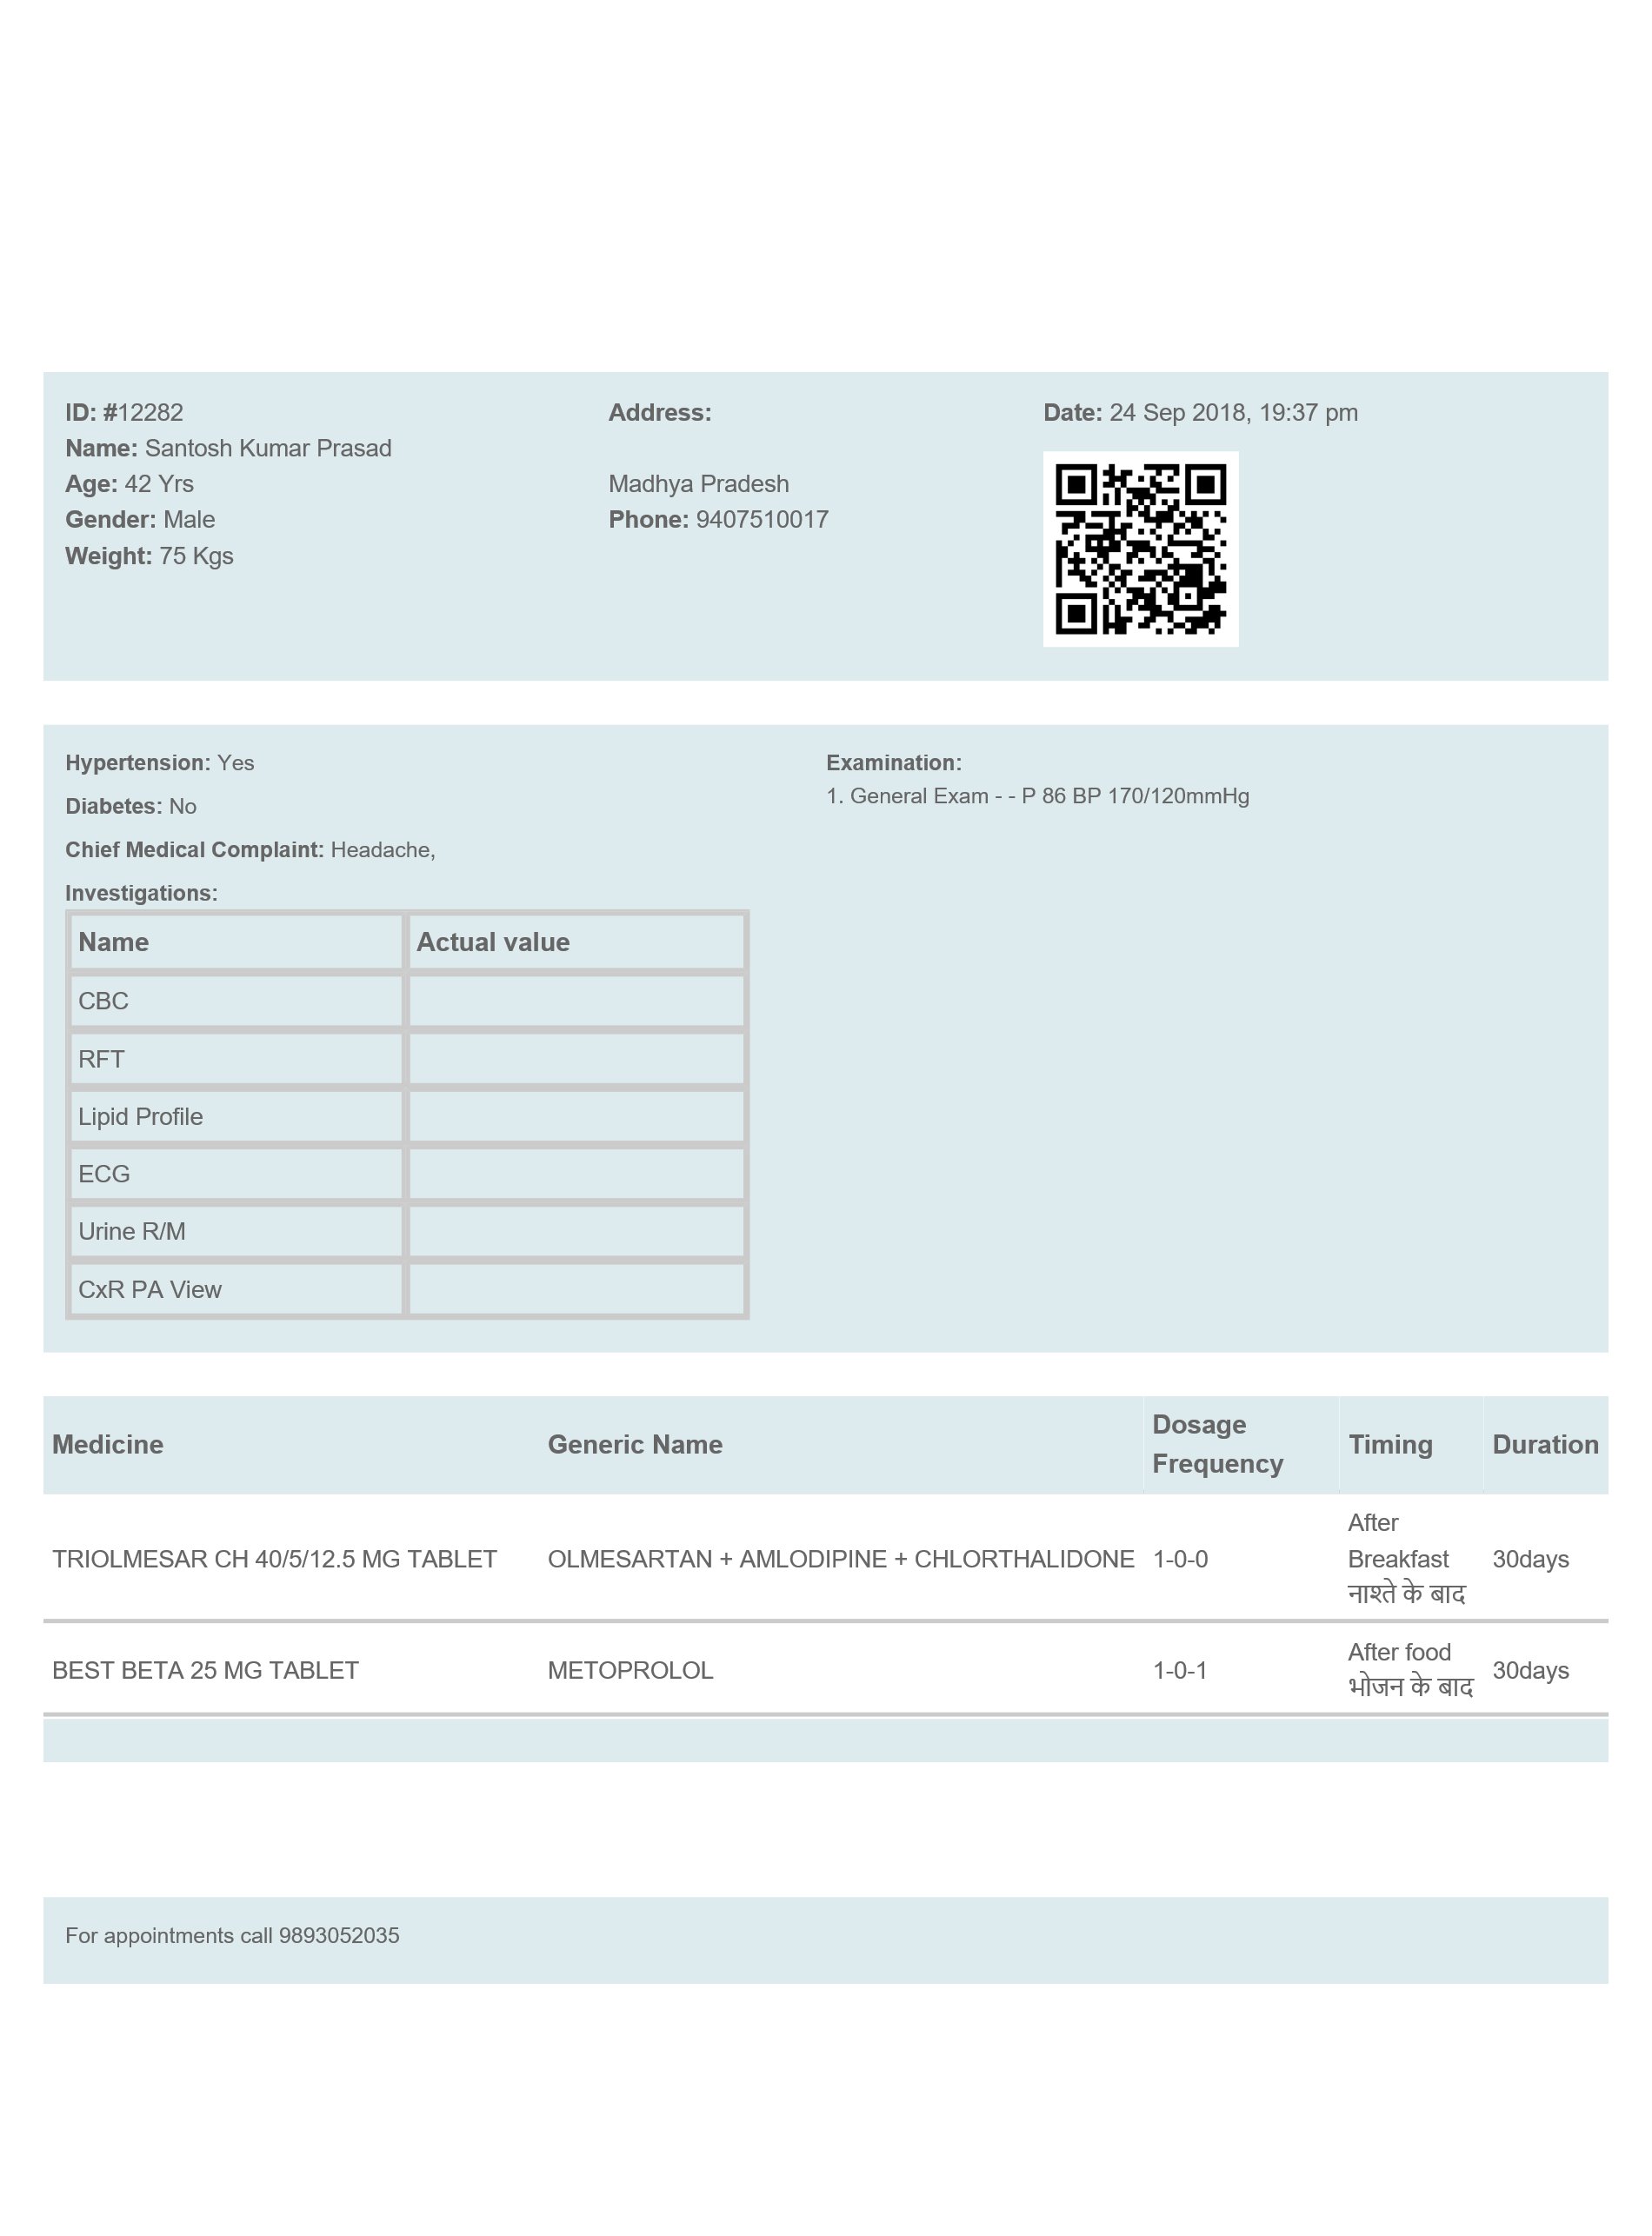 ID: #12282
Name: Santosh Kumar Prasad
Age: 42 Yrs
Gender: Male
Weight: 75 Kgs
Address:
Madhya Pradesh
Phone: 9407510017
Date: 24 Sep 2018, 19:37 pm
Hypertension: Yes
Diabetes: No
Chief Medical Complaint: Headache,
Investigations:
Name Actual value
CBC
RFT
Lipid Profile
ECG
Urine R/M
CxR PA View
Examination:
1. General Exam - - P 86 BP 170/120mmHg
Medicine Generic Name Dosage Frequency Timing Duration
TRIOLMESAR CH 40/5/12.5 MG TABLET OLMESARTAN + AMLODIPINE + CHLORTHALIDONE 1-0-0 After Breakfast नाश्ते के बाद 30days
BEST BETA 25 MG TABLET METOPROLOL 1-0-1 After food भोजन के बाद 30days
For appointments call 9893052035